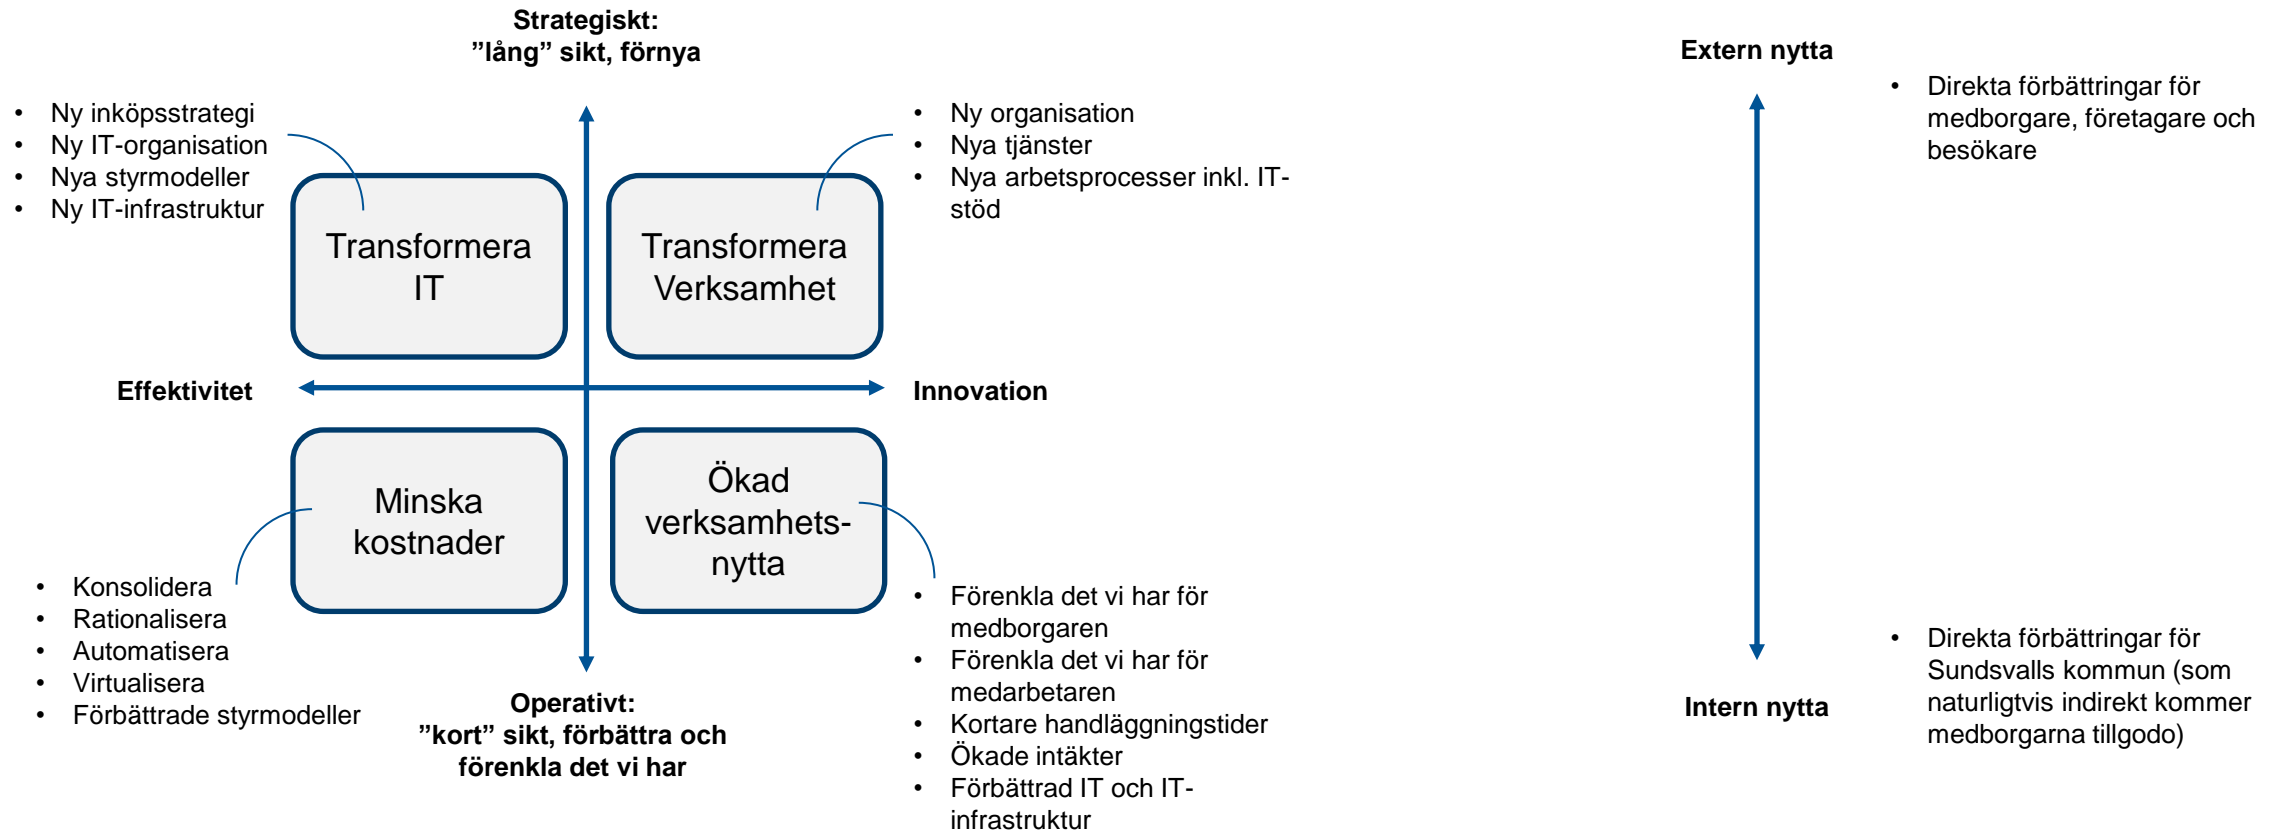 Strategiskt:
”lång” sikt, förnya
• Ny inköpsstrategi
• Ny IT-organisation
• Nya styrmodeller
• Ny IT-infrastruktur
• Ny organisation
• Nya tjänster
• Nya arbetsprocesser inkl. IT-
stöd
Transformera
IT
Transformera
Verksamhet
Effektivitet
Innovation
Minska
kostnader
Ökad
verksamhets-
nytta
• Konsolidera
• Rationalisera
• Automatisera
• Virtualisera
• Förbättrade styrmodeller
Operativt:
”kort” sikt, förbättra och
förenkla det vi har
• Förenkla det vi har för
medborgaren
• Förenkla det vi har för
medarbetaren
• Kortare handläggningstider
• Ökade intäkter
• Förbättrad IT och IT-
infrastruktur
Extern nytta
• Direkta förbättringar för
medborgare, företagare och
besökare
Intern nytta
• Direkta förbättringar för
Sundsvalls kommun (som
naturligtvis indirekt kommer
medborgarna tillgodo)